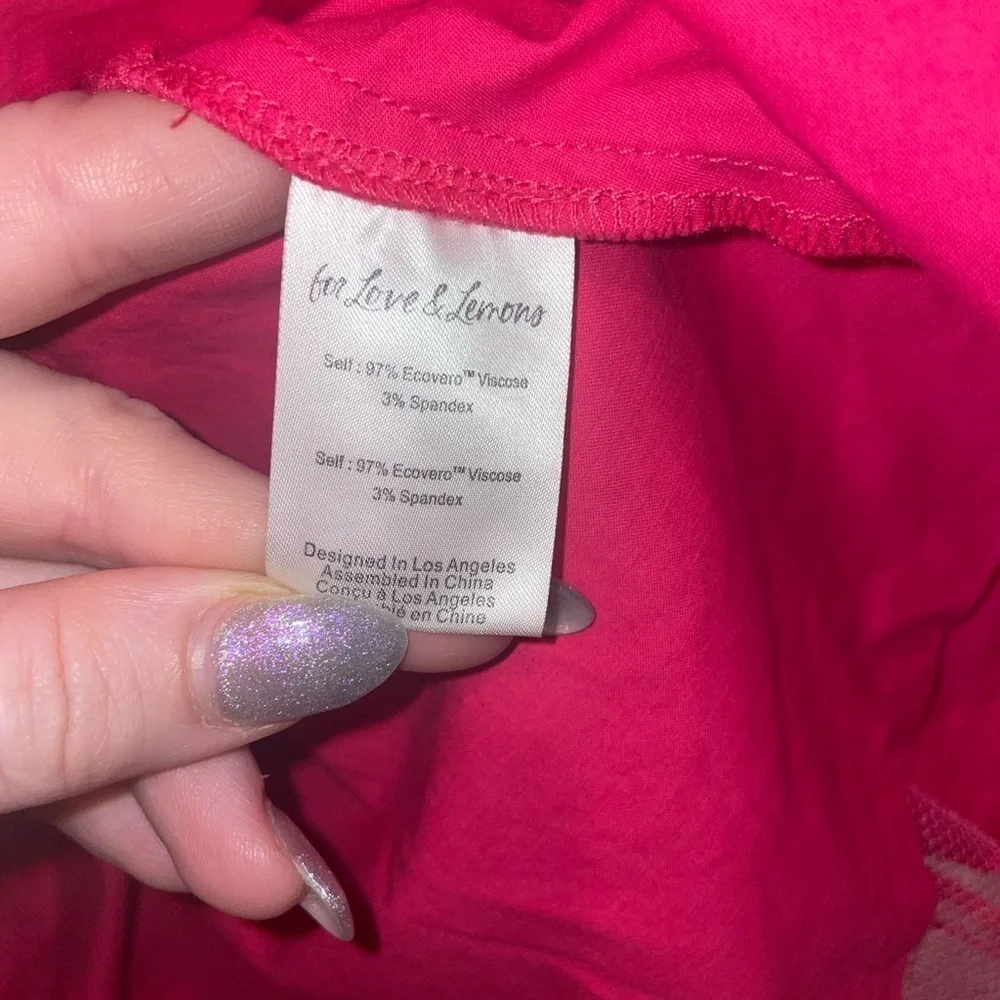 for Love & Lemons
Self : 97% Ecovero™ Viscose
3% Spandex
Self : 97% Ecovero™ Viscose
3% Spandex
Designed In Los Angeles
Assembled In China
Conçu à Los Angeles
en Chine